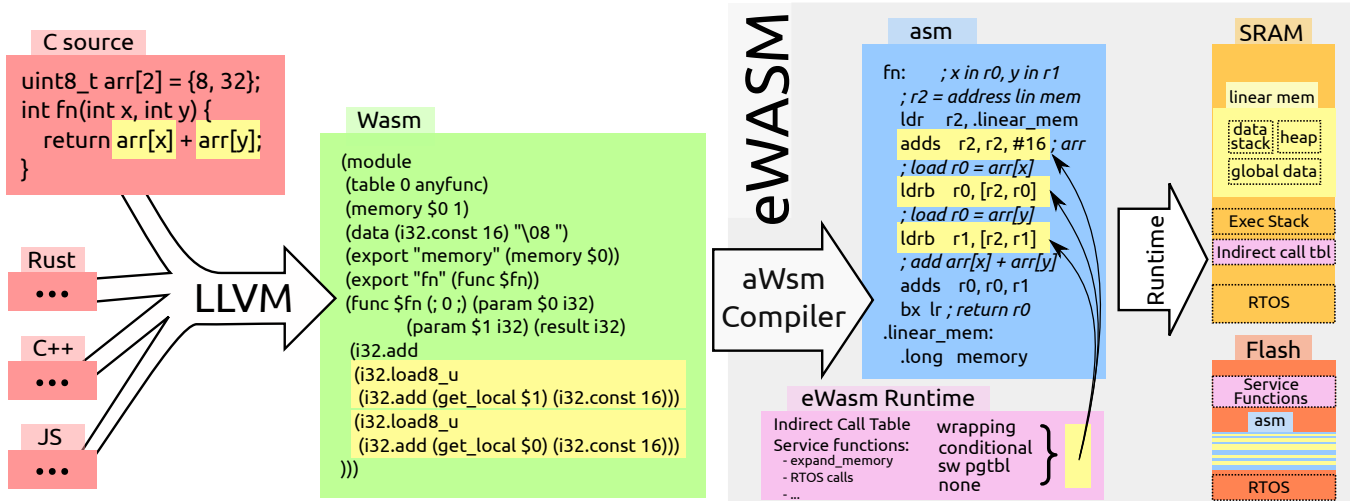 C source
uint8_t arr[2] = {8, 32};
int fn(int x, int y) {
return arr[x] + arr[y];
}
Rust
•••
C++
•••
JS
•••
LLVM
Wasm
(module
(table 0 anyfunc)
(memory $0 1)
(data (i32.const 16) "\08 ")
(export "memory" (memory $0))
(export "fn" (func $fn))
(func $fn (; 0 ;) (param $0 i32)
(param $1 i32) (result i32)
(i32.add
(i32.load8_u
(i32.add (get_local $1) (i32.const 16)))
(i32.load8_u
(i32.add (get_local $0) (i32.const 16)))
)))
eWASM
aWsm
Compiler
asm
fn: ; x in r0, y in r1
; r2 = address lin mem
ldr r2, .linear_mem
adds r2, r2, #16 ; arr
; load r0 = arr[x]
ldrb r0, [r2, r0]
; load r0 = arr[y]
ldrb r1, [r2, r1]
; add arr[x] + arr[y]
adds r0, r0, r1
bx lr ; return r0
.linear_mem:
.long memory
eWasm Runtime
Indirect Call Table
Service functions:
- expand_memory
- RTOS calls
- ...
wrapping
conditional
sw pgtbl
none
Runtime
SRAM
linear mem
data
stack
heap
global data
Exec Stack
Indirect call tbl
RTOS
Flash
Service
Functions
asm
RTOS